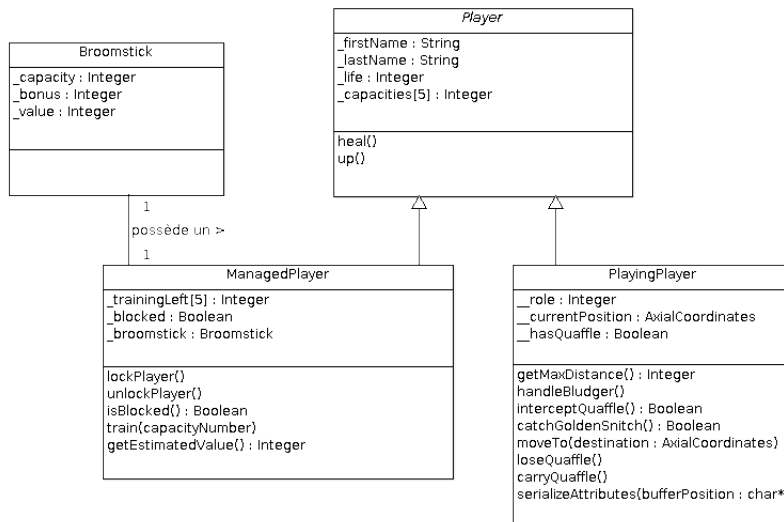 Player
_firstName : String
_lastName : String
_life : Integer
_capacities[5] : Integer
heal()
up()
Broomstick
_capacity : Integer
_bonus : Integer
_value : Integer
1
possède un >
1
ManagedPlayer
_trainingLeft[5] : Integer
_blocked : Boolean
_broomstick : Broomstick
lockPlayer()
unlockPlayer()
isBlocked() : Boolean
train(capacityNumber)
getEstimatedValue() : Integer
PlayingPlayer
__role : Integer
__currentPosition : AxialCoordinates
__hasQuaffle : Boolean
getMaxDistance() : Integer
handleBludger()
interceptQuaffle() : Boolean
catchGoldenSnitch() : Boolean
moveTo(destination : AxialCoordinates)
loseQuaffle()
carryQuaffle()
serializeAttributes(bufferPosition : char*